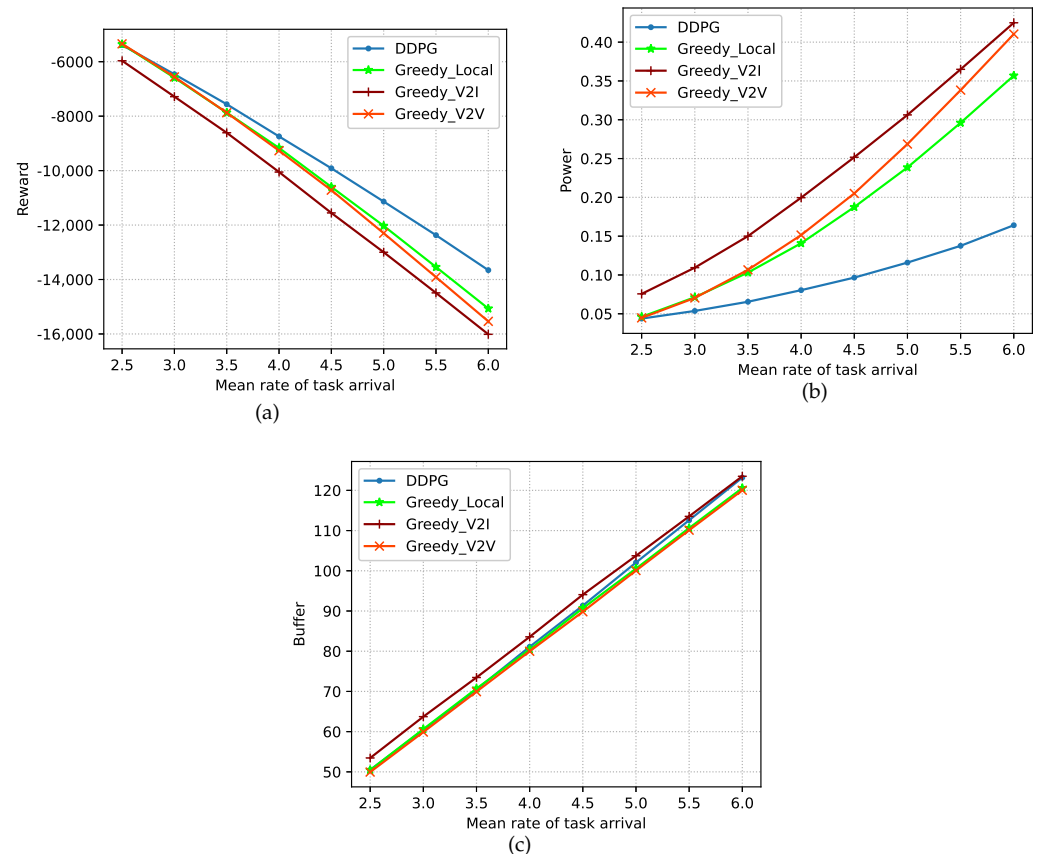 -6000
-8000
-10,000
-12,000
-14,000
-16,000
Reward
DDPG
Greedy_Local
Greedy_V2I
Greedy_V2V
2.5 3.0 3.5 4.0 4.5 5.0 5.5 6.0
Mean rate of task arrival
(a)
0.40
0.35
0.30
0.25
0.20
0.15
0.10
0.05
Power
DDPG
Greedy_Local
Greedy_V2I
Greedy_V2V
2.5 3.0 3.5 4.0 4.5 5.0 5.5 6.0
Mean rate of task arrival
(b)
120
110
100
90
80
70
60
50
Buffer
DDPG
Greedy_Local
Greedy_V2I
Greedy_V2V
2.5 3.0 3.5 4.0 4.5 5.0 5.5 6.0
Mean rate of task arrival
(c)